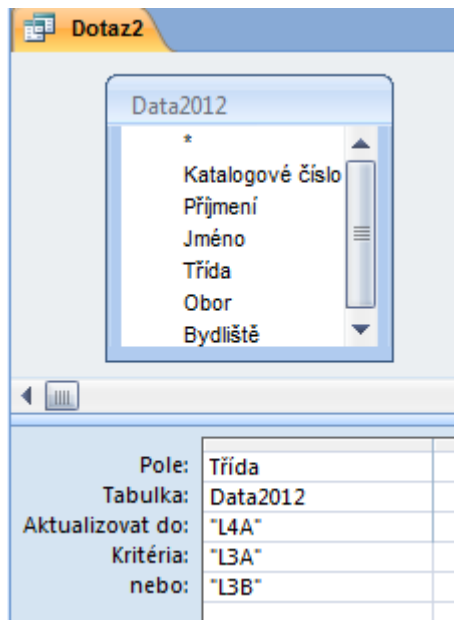 Dotaz2
Data2012
*
Katalogové číslo
Příjmení
Jméno
Třída
Obor
Bydliště
Pole: Třída
Tabulka: Data2012
Aktualizovat do: "L4A"
Kritéria: "L3A"
nebo: "L3B"